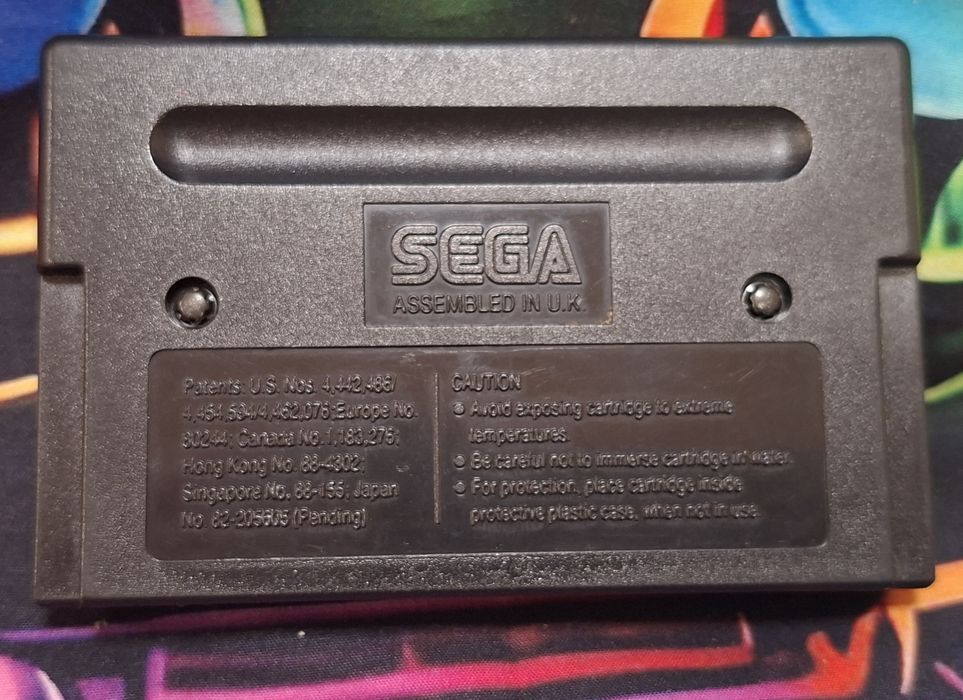 SEGA
ASSEMBLED IN U.K.
Patents: U.S. Nos. 4,442,486/
4,454,594/4,462,076; Europe No.
80244; Canada No. 1,183,276;
Hong Kong No. 88-4302;
Singapore No. 88-155; Japan
No. 82-205605 (Pending)
CAUTION
● Avoid exposing cartridge to extreme
temperatures.
● Be careful not to immerse cartridge in water.
● For protection, place cartridge inside
protective plastic case, when not in use.